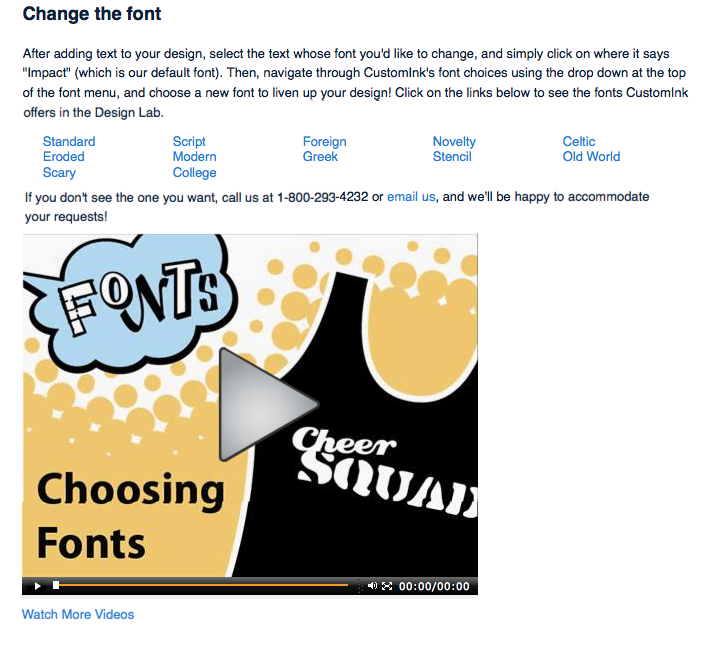 Change the font
After adding text to your design, select the text whose font you'd like to change, and simply click on where it says
"Impact" (which is our default font). Then, navigate through CustomInk's font choices using the drop down at the top
of the font menu, and choose a new font to liven up your design! Click on the links below to see the fonts CustomInk
offers in the Design Lab.
Standard Script Foreign Novelty Celtic
Eroded Modern Greek Stencil Old World
Scary College
If you don't see the one you want, call us at 1-800-293-4232 or email us, and we'll be happy to accommodate
your requests!
FONTS
Cheer
SQUAD
Choosing
Fonts
00:00/00:00
Watch More Videos